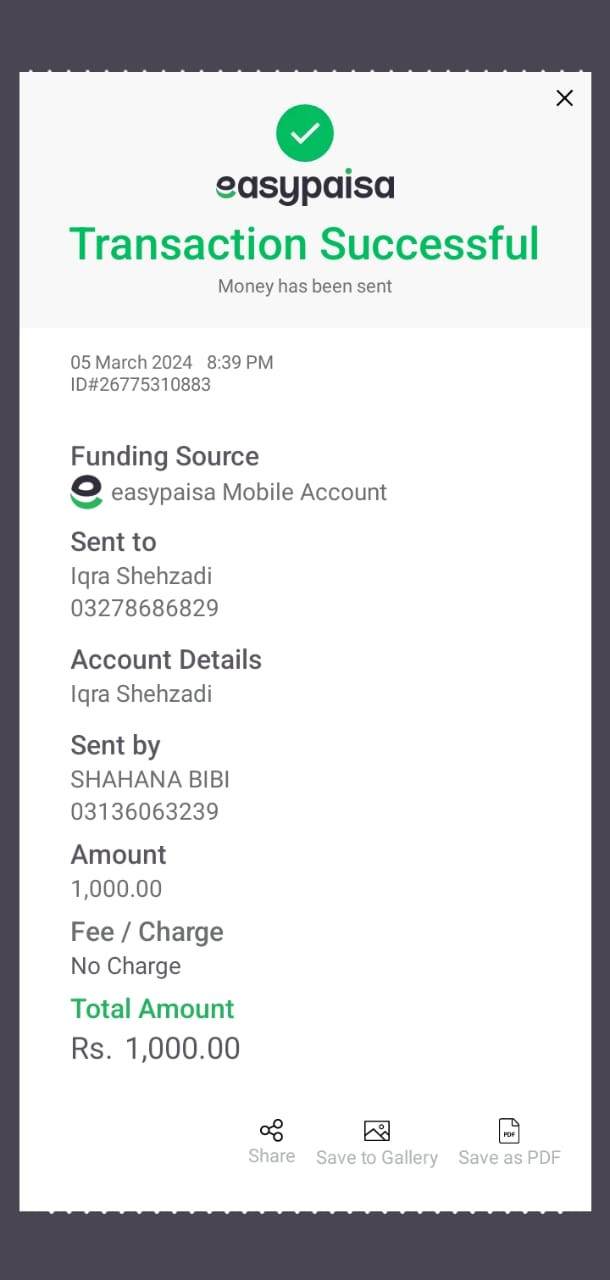 easypaisa
Transaction Successful
Money has been sent
05 March 2024 8:39 PM
ID#26775310883
Funding Source
easypaisa Mobile Account
Sent to
Iqra Shehzadi
03278686829
Account Details
Iqra Shehzadi
Sent by
SHAHANA BIBI
03136063239
Amount
1,000.00
Fee / Charge
No Charge
Total Amount
Rs. 1,000.00
Share Save to Gallery PDF Save as PDF